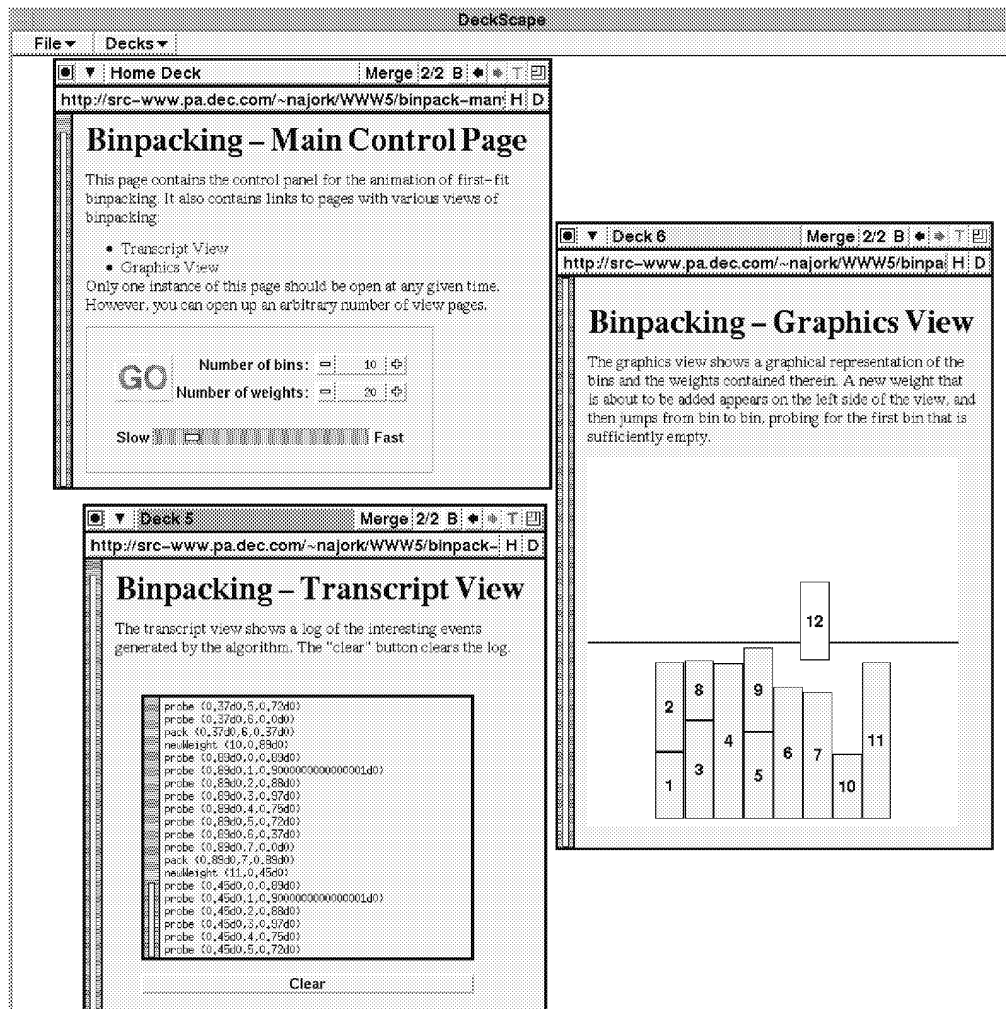 DeckScape
File Decks
Home Deck Merge 2/2 B T
http://src-www.pa.dec.com/~najork/WWW5/binpack-man H D
Binpacking – Main Control Page
This page contains the control panel for the animation of first-fit
binpacking. It also contains links to pages with various views of
binpacking:
• Transcript View
• Graphics View
Only one instance of this page should be open at any given time.
However, you can open up an arbitrary number of view pages.
GO
Number of bins: 10
Number of weights: 20
Slow Fast
Deck 5 Merge 2/2 B T
http://src-www.pa.dec.com/~najork/WWW5/binpack- H D
Binpacking – Transcript View
The transcript view shows a log of the interesting events
generated by the algorithm. The "clear" button clears the log.
probe (0.37d0,5,0.72d0)
probe (0.37d0,6,0.0d0)
pack (0.37d0,6,0.37d0)
newWeight (10,0.89d0)
probe (0.89d0,0,0.89d0)
probe (0.89d0,1,0.9000000000000001d0)
probe (0.89d0,2,0.88d0)
probe (0.89d0,3,0.97d0)
probe (0.89d0,4,0.75d0)
probe (0.89d0,5,0.72d0)
probe (0.89d0,6,0.37d0)
probe (0.89d0,7,0.0d0)
pack (0.89d0,7,0.89d0)
newWeight (11,0.45d0)
probe (0.45d0,0,0.89d0)
probe (0.45d0,1,0.9000000000000001d0)
probe (0.45d0,2,0.88d0)
probe (0.45d0,3,0.97d0)
probe (0.45d0,4,0.75d0)
probe (0.45d0,5,0.72d0)
Clear
Deck 6 Merge 2/2 B T
http://src-www.pa.dec.com/~najork/WWW5/binpa H D
Binpacking – Graphics View
The graphics view shows a graphical representation of the
bins and the weights contained therein. A new weight that
is about to be added appears on the left side of the view, and
then jumps from bin to bin, probing for the first bin that is
sufficiently empty.
12
2 8 4 9 6 7 11
1 3 5 10